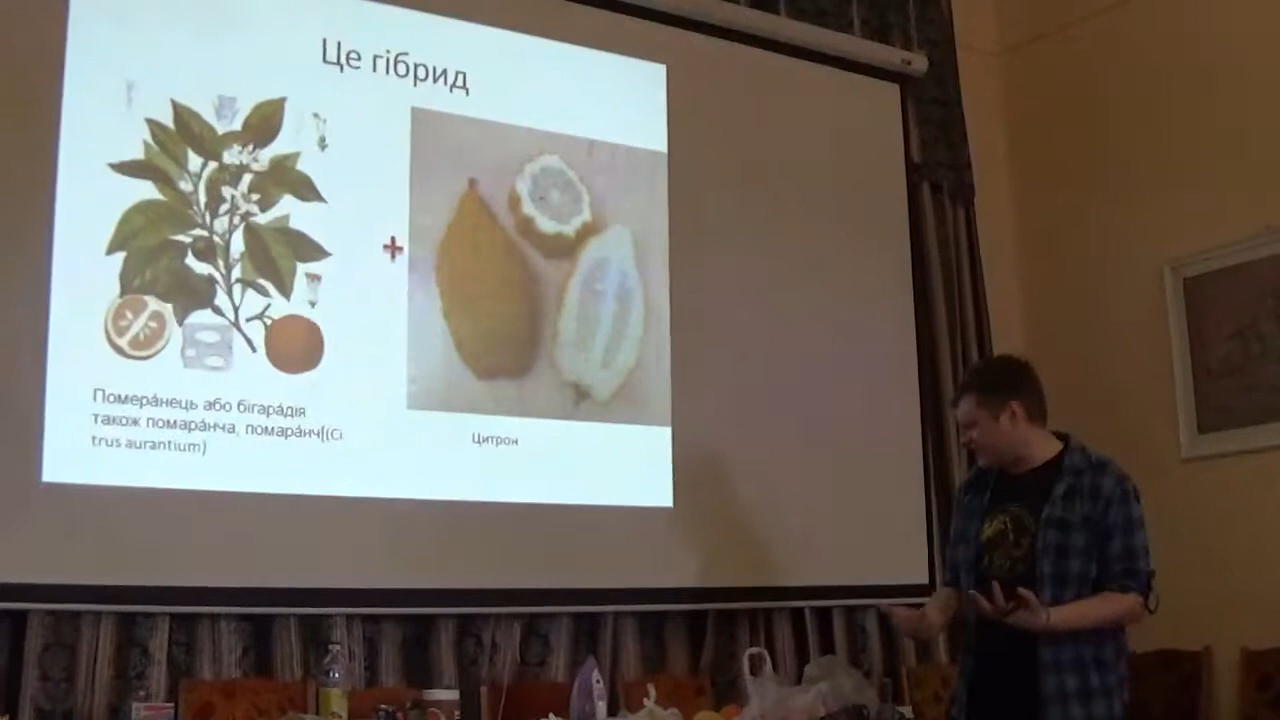 Це гібрид
Помера́нець або бігара́дія
також помара́нча, помара́нч[(Ci
trus aurantium)
Цитрон